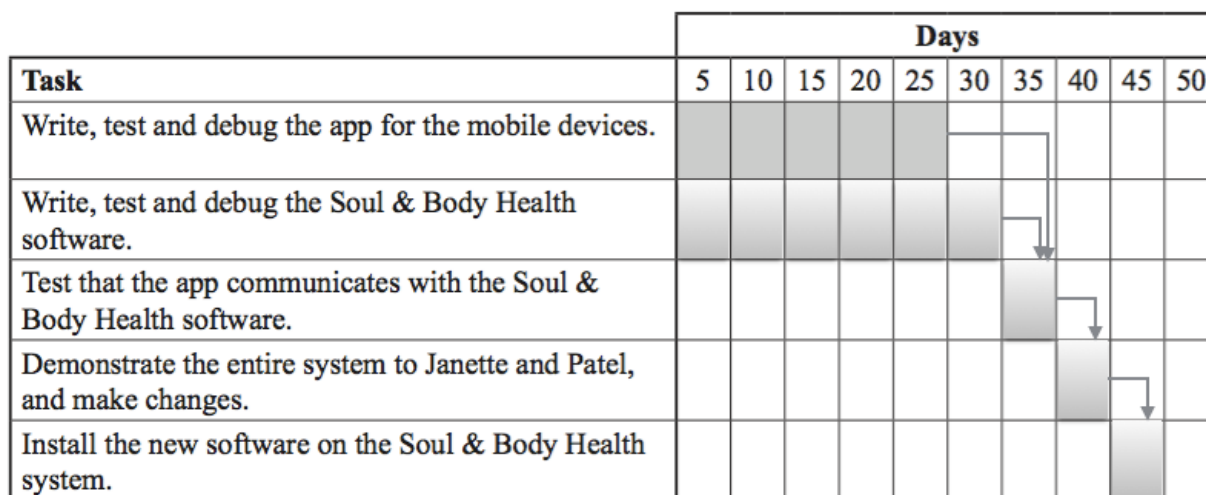 Days
Task 5 10 15 20 25 30 35 40 45 50
Write, test and debug the app for the mobile devices.
Write, test and debug the Soul & Body Health
software.
Test that the app communicates with the Soul &
Body Health software.
Demonstrate the entire system to Janette and Patel,
and make changes.
Install the new software on the Soul & Body Health
system.